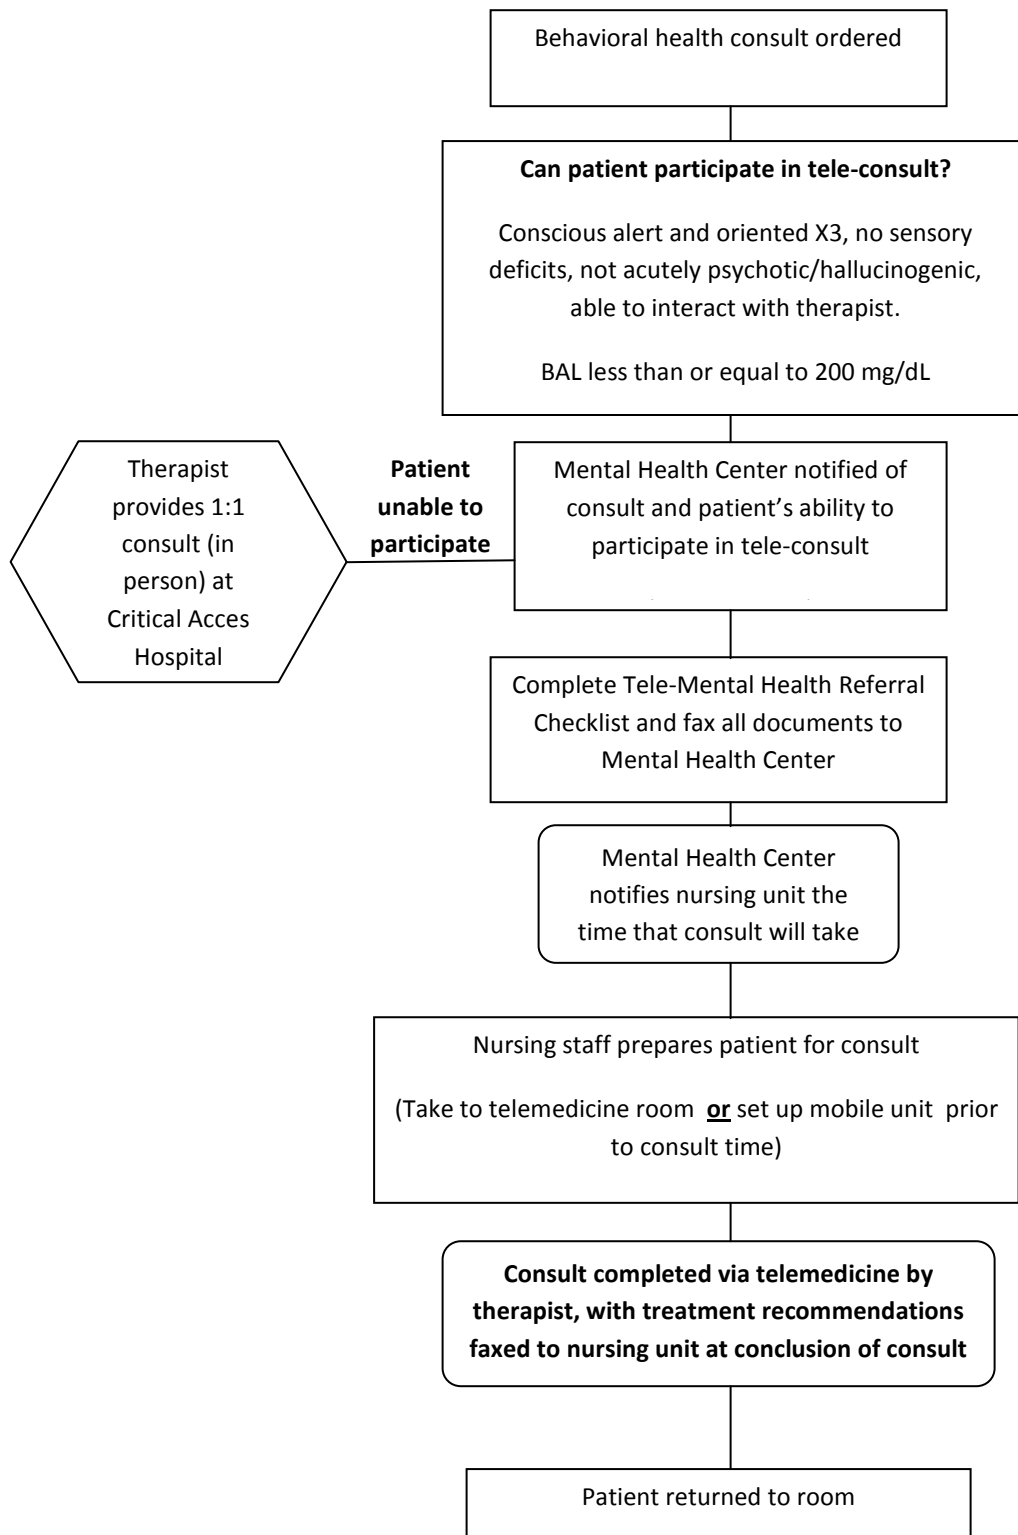 Behavioral health consult ordered
Can patient participate in tele-consult?
Conscious alert and oriented X3, no sensory
deficits, not acutely psychotic/hallucinogenic,
able to interact with therapist.
BAL less than or equal to 200 mg/dL
Therapist
provides 1:1
consult (in
person) at
Critical Acces
Hospital
Patient
unable to
participate
Mental Health Center notified of
consult and patient’s ability to
participate in tele-consult
Complete Tele-Mental Health Referral
Checklist and fax all documents to
Mental Health Center
Mental Health Center
notifies nursing unit the
time that consult will take
Nursing staff prepares patient for consult
(Take to telemedicine room or set up mobile unit prior
to consult time)
Consult completed via telemedicine by
therapist, with treatment recommendations
faxed to nursing unit at conclusion of consult
Patient returned to room